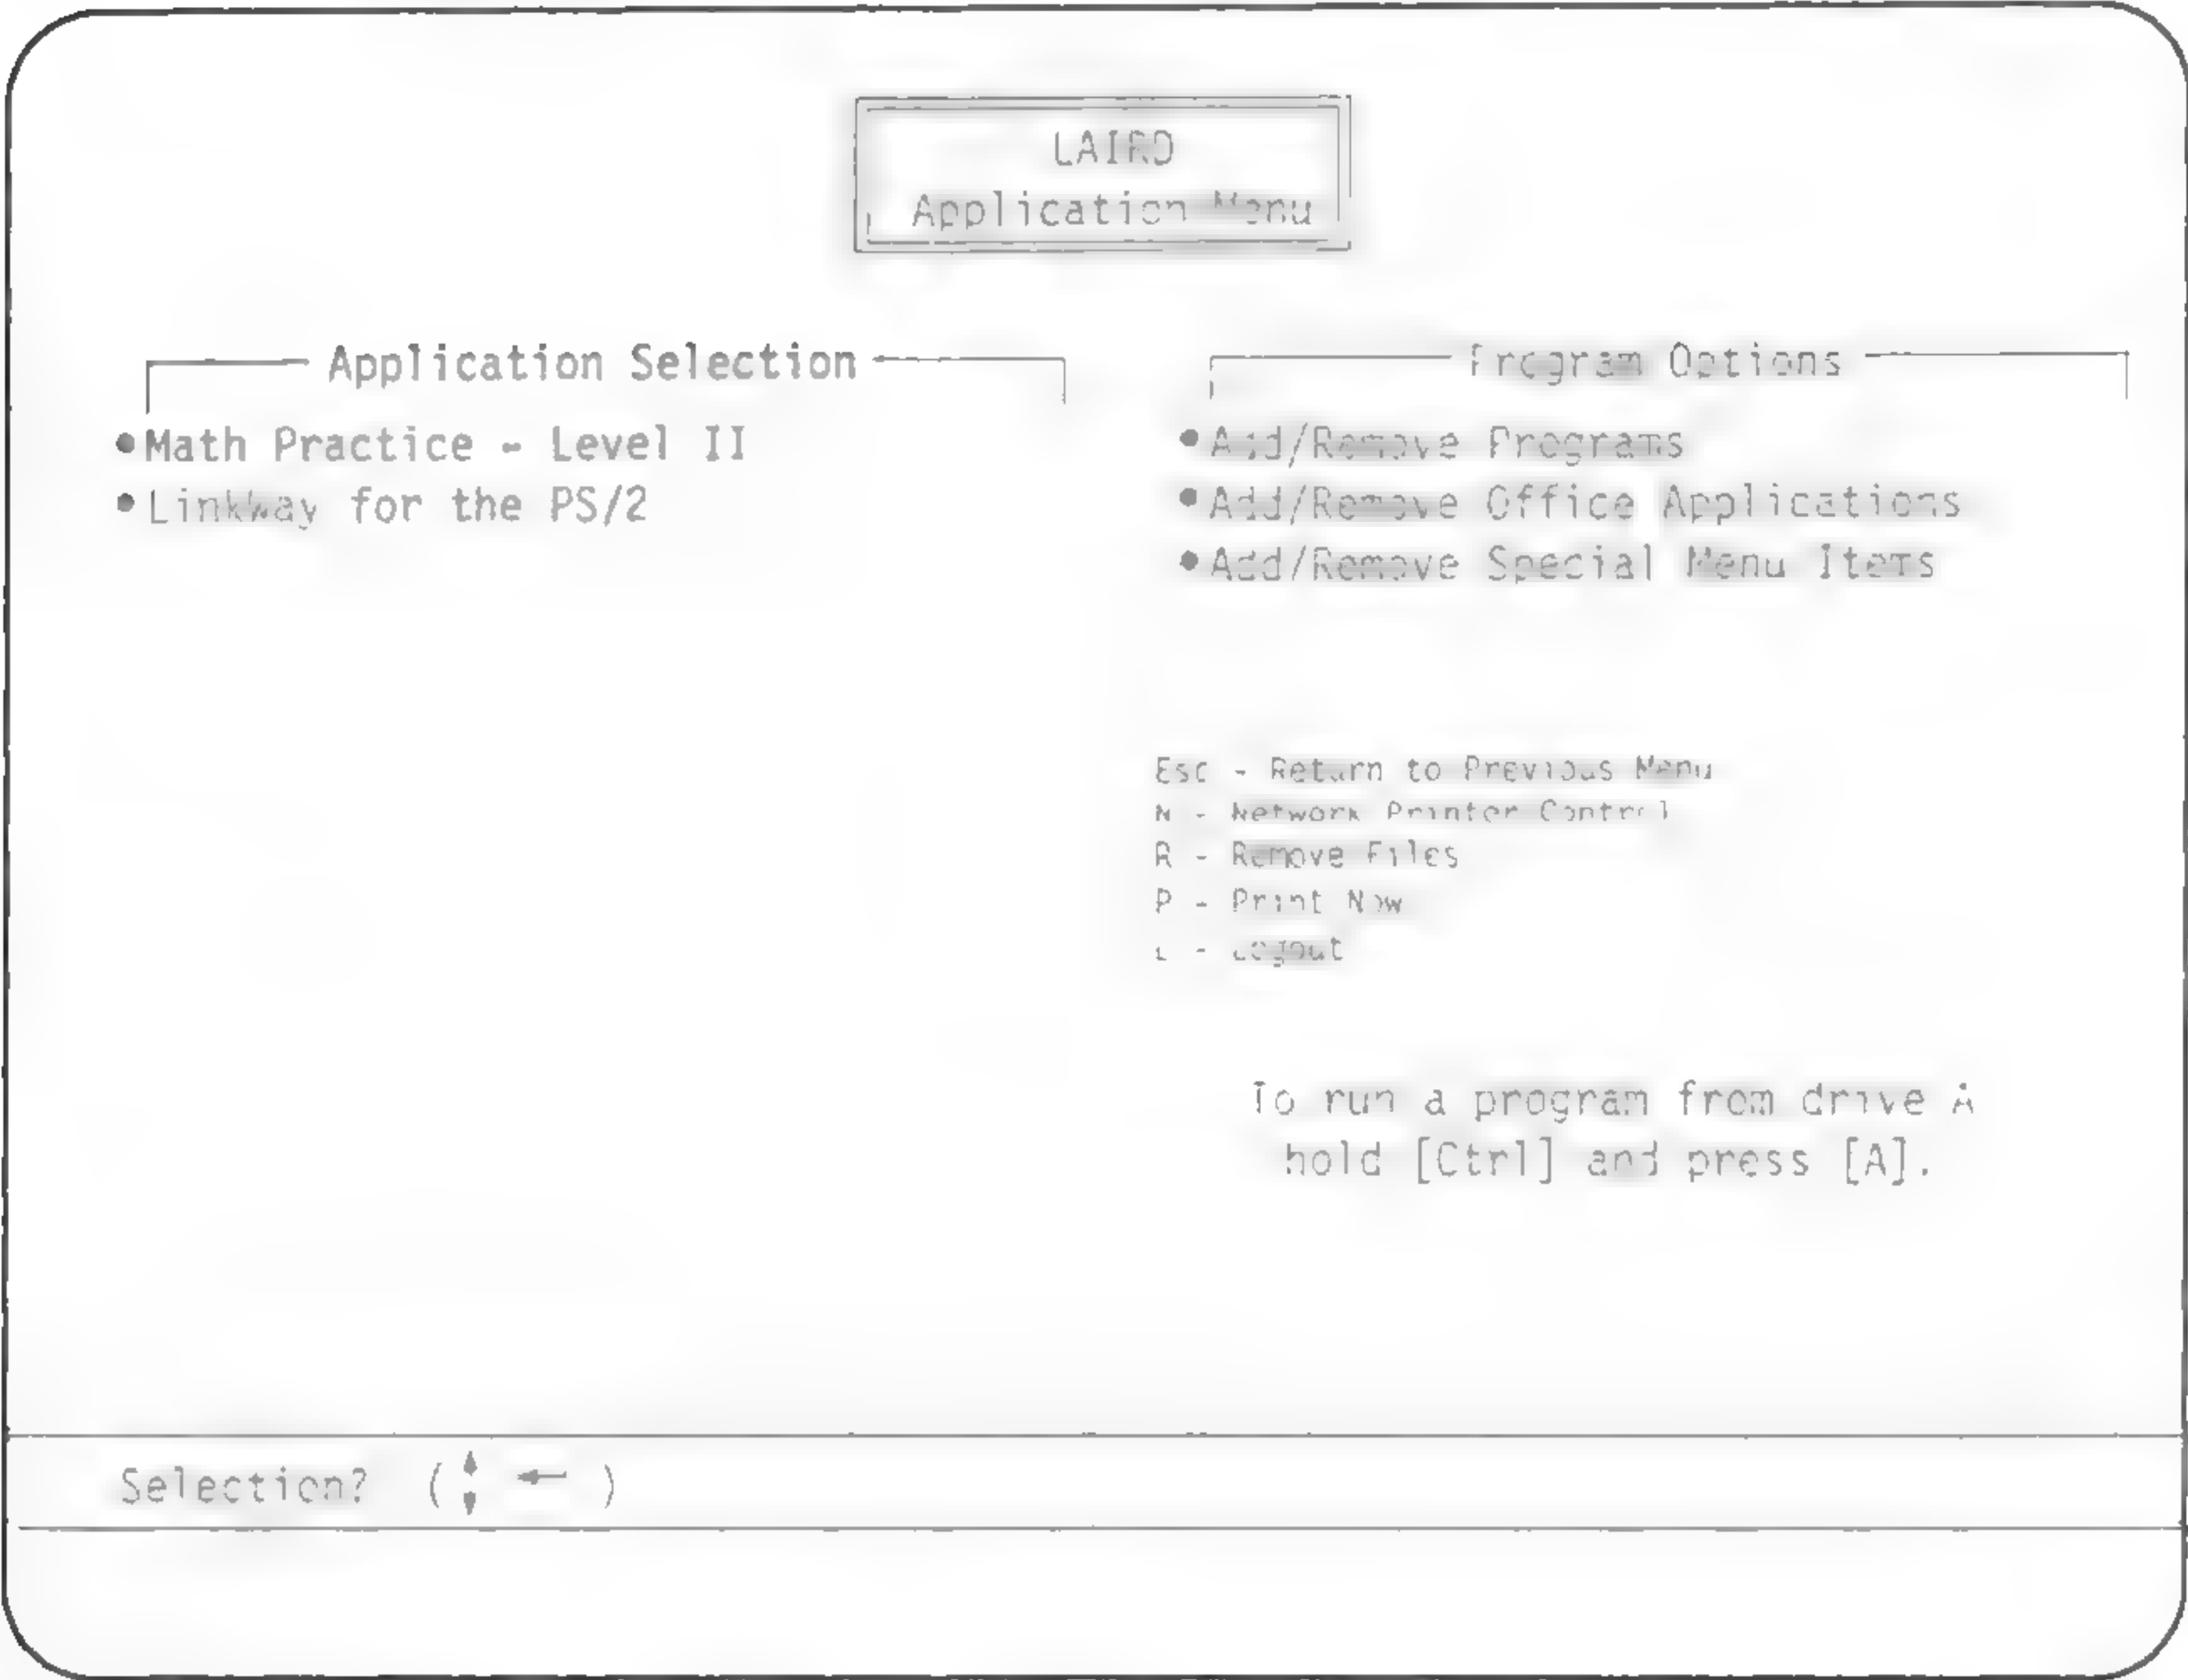 LAIRD
Application Menu
Application Selection
•Math Practice - Level II
•Linkway for the PS/2
Program Options
•Add/Remove Programs
•Add/Remove Office Applications
•Add/Remove Special Menu Items
Esc - Return to Previous Menu
N - Network Printer Control
R - Remove Files
P - Print Now
L - Logout
To run a program from drive A
hold [Ctrl] and press [A].
Selection? ( ↕ ← )